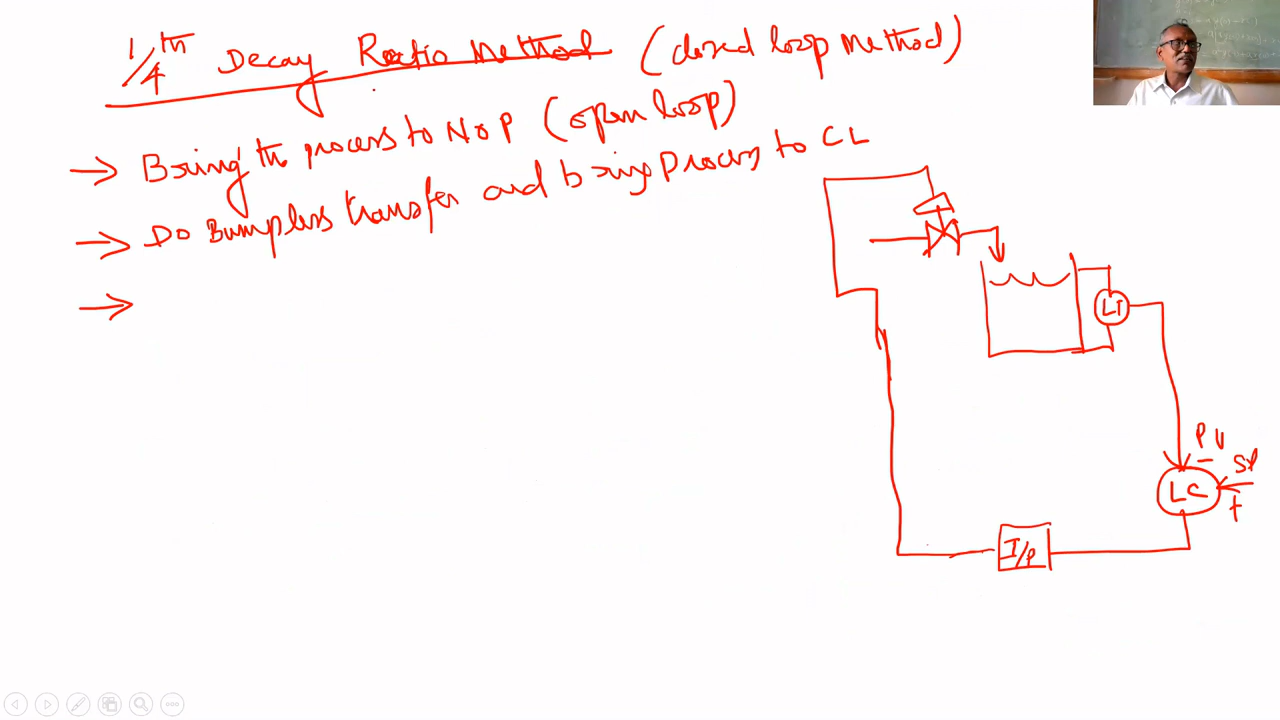 1/4th Decay Ratio Method (closed loop Method)
→ Bring the process to NOP (open loop)
→ Do Bumpless transfer and bring Process to CL
→
LT
PV
SP
LC
+
I/P